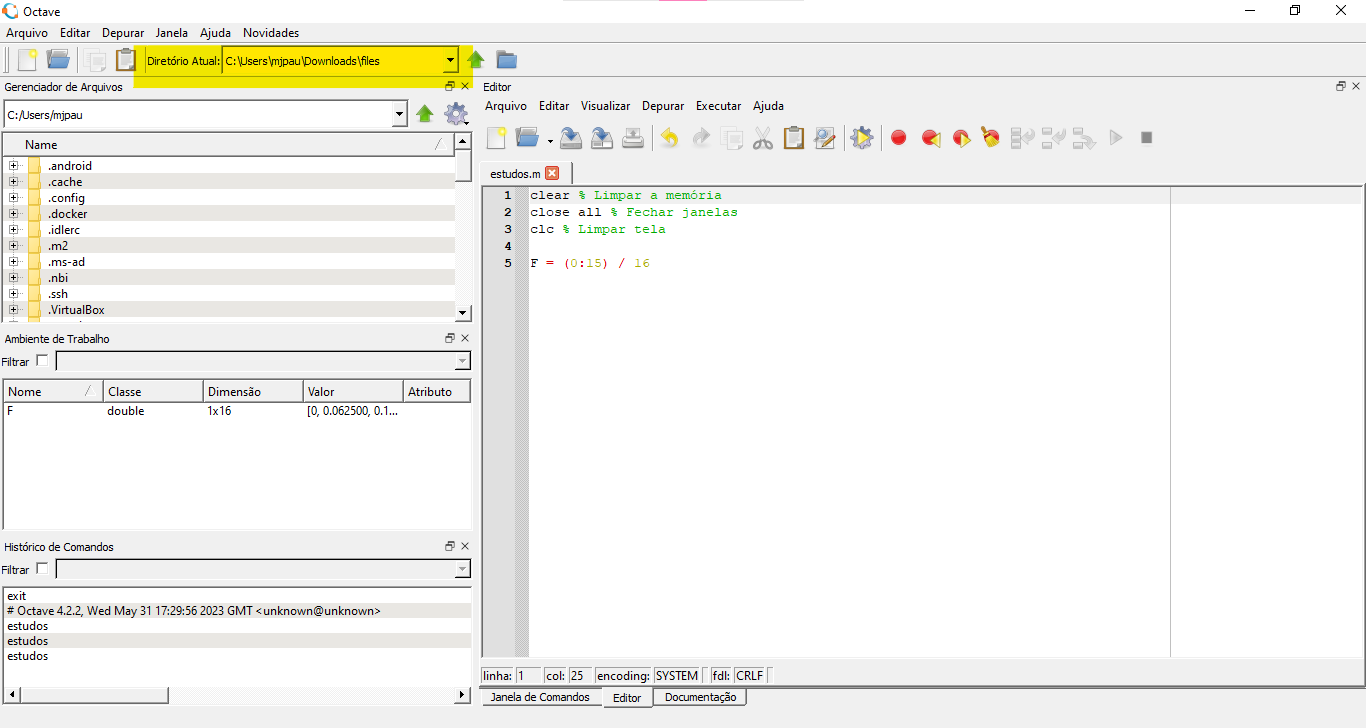 Octave
Arquivo Editar Depurar Janela Ajuda Novidades
Diretório Atual: C:\Users\mjpau\Downloads\files
Gerenciador de Arquivos
C:/Users/mjpau
Name
.android
.cache
.config
.docker
.idlerc
.m2
.ms-ad
.nbi
.ssh
.VirtualBox
Ambiente de Trabalho
Filtrar
Nome Classe Dimensão Valor Atributo
F double 1x16 [0, 0.062500, 0.1...
Histórico de Comandos
Filtrar
exit
# Octave 4.2.2, Wed May 31 17:29:56 2023 GMT <unknown@unknown>
estudos
estudos
estudos
Editor
Arquivo Editar Visualizar Depurar Executar Ajuda
estudos.m
1 clear % Limpar a memória
2 close all % Fechar janelas
3 clc % Limpar tela
4
5 F = (0:15) / 16
linha: 1 col: 25 encoding: SYSTEM fdl: CRLF
Janela de Comandos Editor Documentação